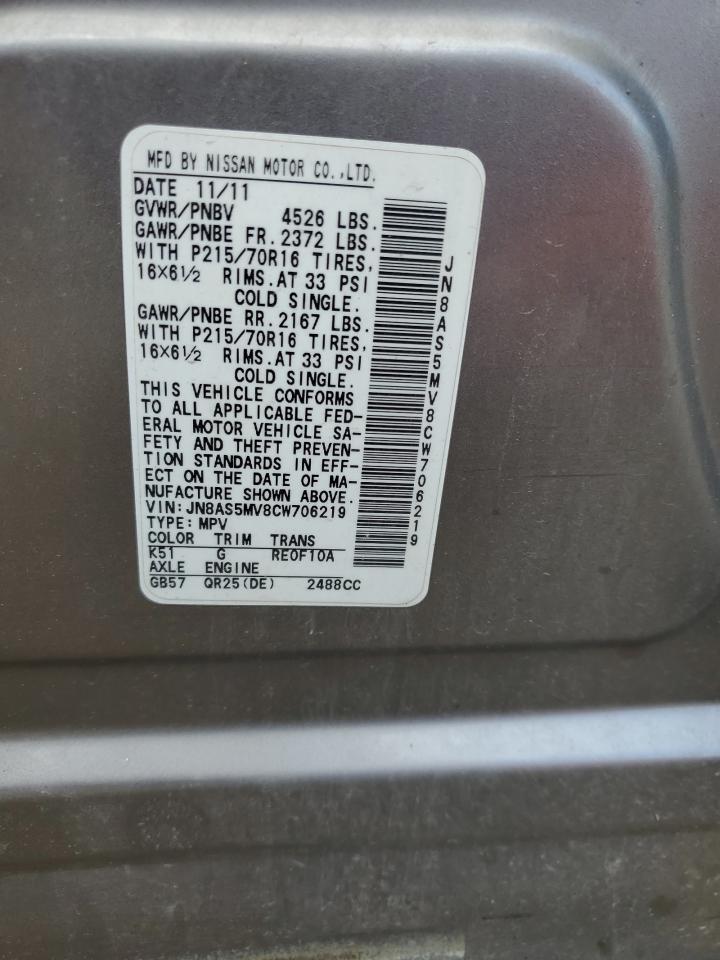 MFD BY NISSAN MOTOR CO.,LTD.
DATE 11/11
GVWR/PNBV 4526 LBS.
GAWR/PNBE FR. 2372 LBS.
WITH P215/70R16 TIRES,
16×6½ RIMS. AT 33 PSI
COLD SINGLE.
GAWR/PNBE RR. 2167 LBS.
WITH P215/70R16 TIRES,
16×6½ RIMS. AT 33 PSI
COLD SINGLE.
THIS VEHICLE CONFORMS
TO ALL APPLICABLE FED-
ERAL MOTOR VEHICLE SA-
FETY AND THEFT PREVEN-
TION STANDARDS IN EFF-
ECT ON THE DATE OF MA-
NUFACTURE SHOWN ABOVE.
VIN: JN8AS5MV8CW706219
TYPE: MPV
COLOR TRIM TRANS
K51 G RE0F10A
AXLE ENGINE
GB57 QR25(DE) 2488CC
JN8AS5MV8CW706219